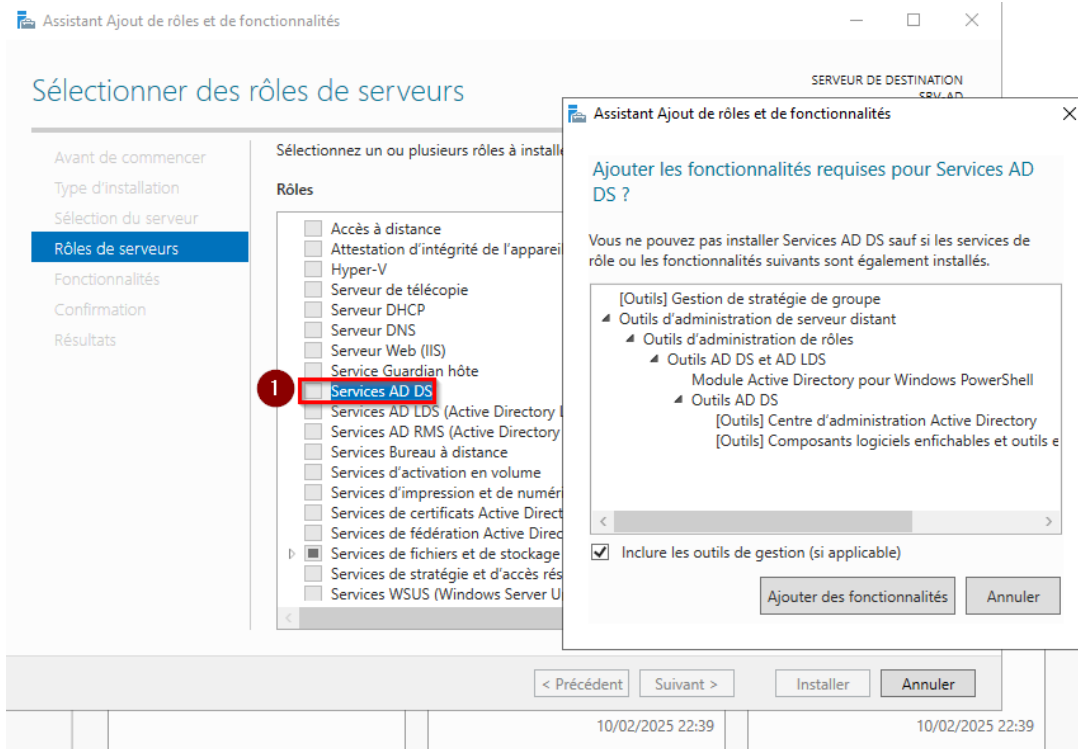 Assistant Ajout de rôles et de fonctionnalités
Sélectionner des rôles de serveurs
SERVEUR DE DESTINATION
SRV-AD
Avant de commencer
Type d'installation
Sélection du serveur
Rôles de serveurs
Fonctionnalités
Confirmation
Résultats
Sélectionnez un ou plusieurs rôles à
Rôles
Accès à distance
Attestation d'intégrité de l'appareil
Hyper-V
Serveur de télécopie
Serveur DHCP
Serveur DNS
Serveur Web (IIS)
Service Guardian hôte
1
Services AD DS
Services AD LDS (Active Directory
Services AD RMS (Active Directory
Services Bureau à distance
Services d'activation en volume
Services d'impression et de
Services de certificats Active
Services de fédération Active
Services de fichiers et de stockage
Services de stratégie et d'accès
Services WSUS (Windows Server
< Précédent
Suivant >
Installer
Annuler
Assistant Ajout de rôles et de fonctionnalités
Ajouter les fonctionnalités requises pour Services AD
DS ?
Vous ne pouvez pas installer Services AD DS sauf si les services de
rôle ou les fonctionnalités suivants sont également installés.
[Outils] Gestion de stratégie de groupe
Outils d'administration de serveur distant
Outils d'administration de rôles
Outils AD DS et AD LDS
Module Active Directory pour Windows PowerShell
Outils AD DS
[Outils] Centre d'administration Active Directory
[Outils] Composants logiciels enfichables et outils
Inclure les outils de gestion (si applicable)
Ajouter des fonctionnalités
Annuler
10/02/2025 22:39
10/02/2025 22:39